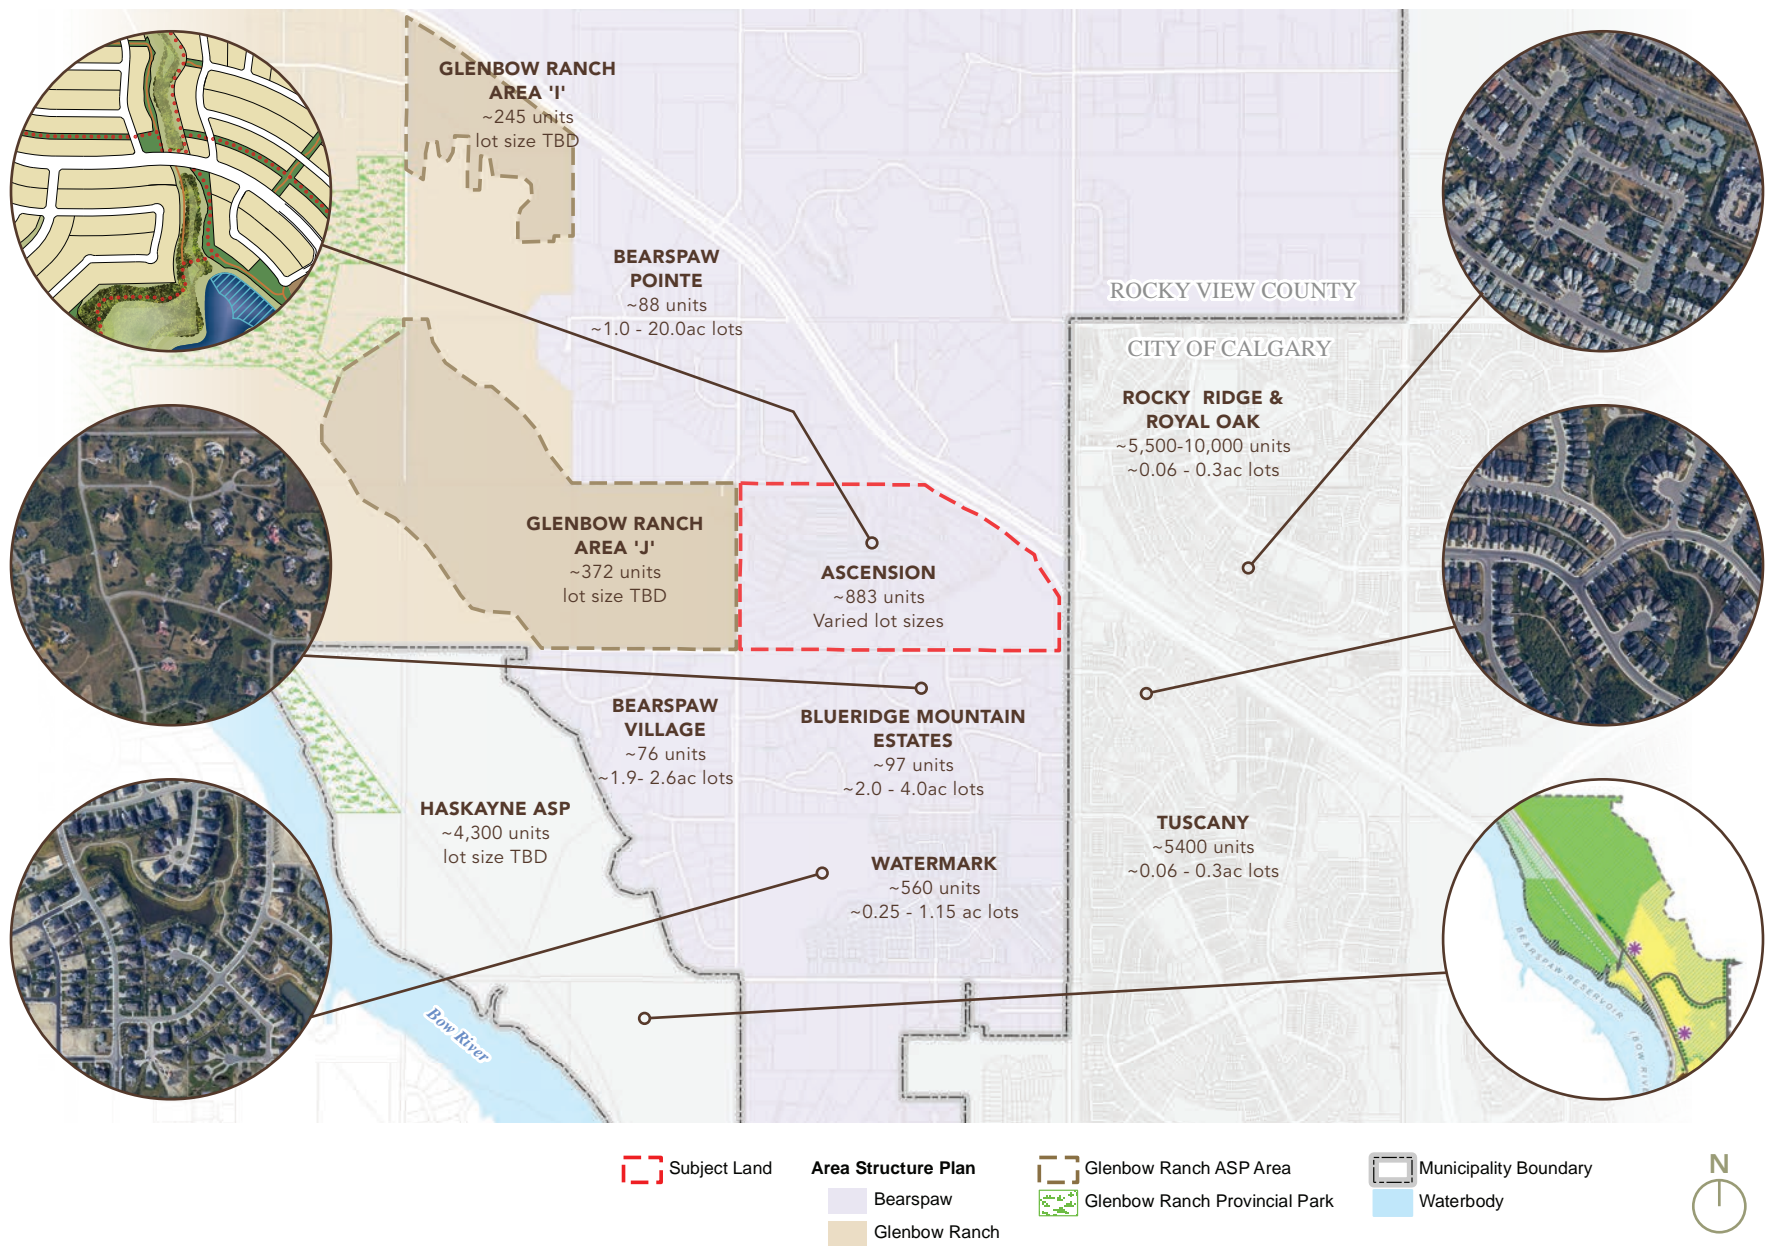 GLENBOW RANCH
AREA 'I'
~245 units
lot size TBD
BEARSPAW
POINTE
~88 units
~1.0 - 20.0ac lots
ROCKY VIEW COUNTY
CITY OF CALGARY
ROCKY RIDGE &
ROYAL OAK
~5,500-10,000 units
~0.06 - 0.3ac lots
GLENBOW RANCH
AREA 'J'
~372 units
lot size TBD
ASCENSION
~883 units
Varied lot sizes
BEARSPAW
VILLAGE
~76 units
~1.9- 2.6ac lots
BLUERIDGE MOUNTAIN
ESTATES
~97 units
~2.0 - 4.0ac lots
HASKAYNE ASP
~4,300 units
lot size TBD
WATERMARK
~560 units
~0.25 - 1.15 ac lots
TUSCANY
~5400 units
~0.06 - 0.3ac lots
Bow River
BEARSPAW RESERVOIR (BOW RIVE
Subject Land
Area Structure Plan
Bearspaw
Glenbow Ranch
Glenbow Ranch ASP Area
Glenbow Ranch Provincial Park
Municipality Boundary
Waterbody
N